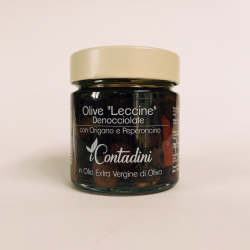 Olive "Leccine"
Denocciolate
con Origano e Peperoncino
i Contadini
in Olio Extra Vergine di Oliva